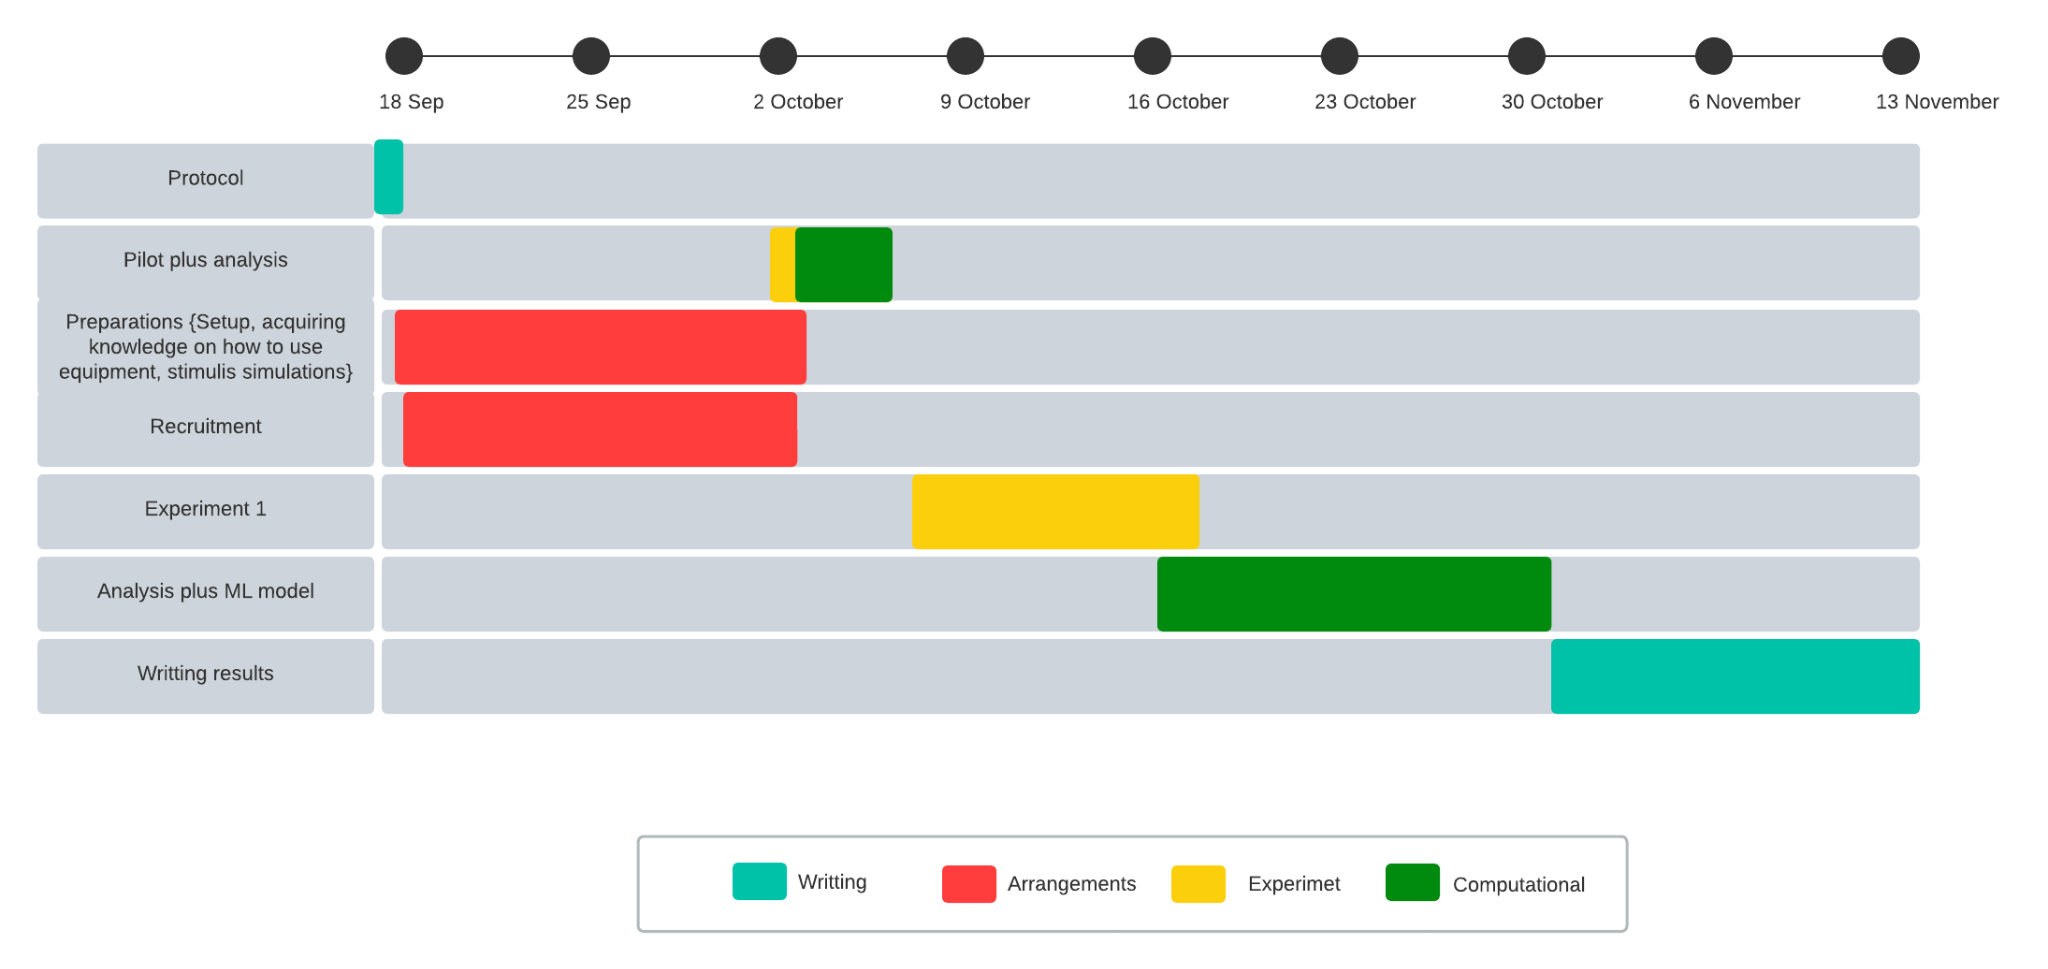 18 Sep
25 Sep
2 October
9 October
16 October
23 October
30 October
6 November
13 November
Protocol
Pilot plus analysis
Preparations {Setup, acquiring
knowledge on how to use
equipment, stimulis simulations}
Recruitment
Experiment 1
Analysis plus ML model
Writting results
Writting
Arrangements
Experimet
Computational